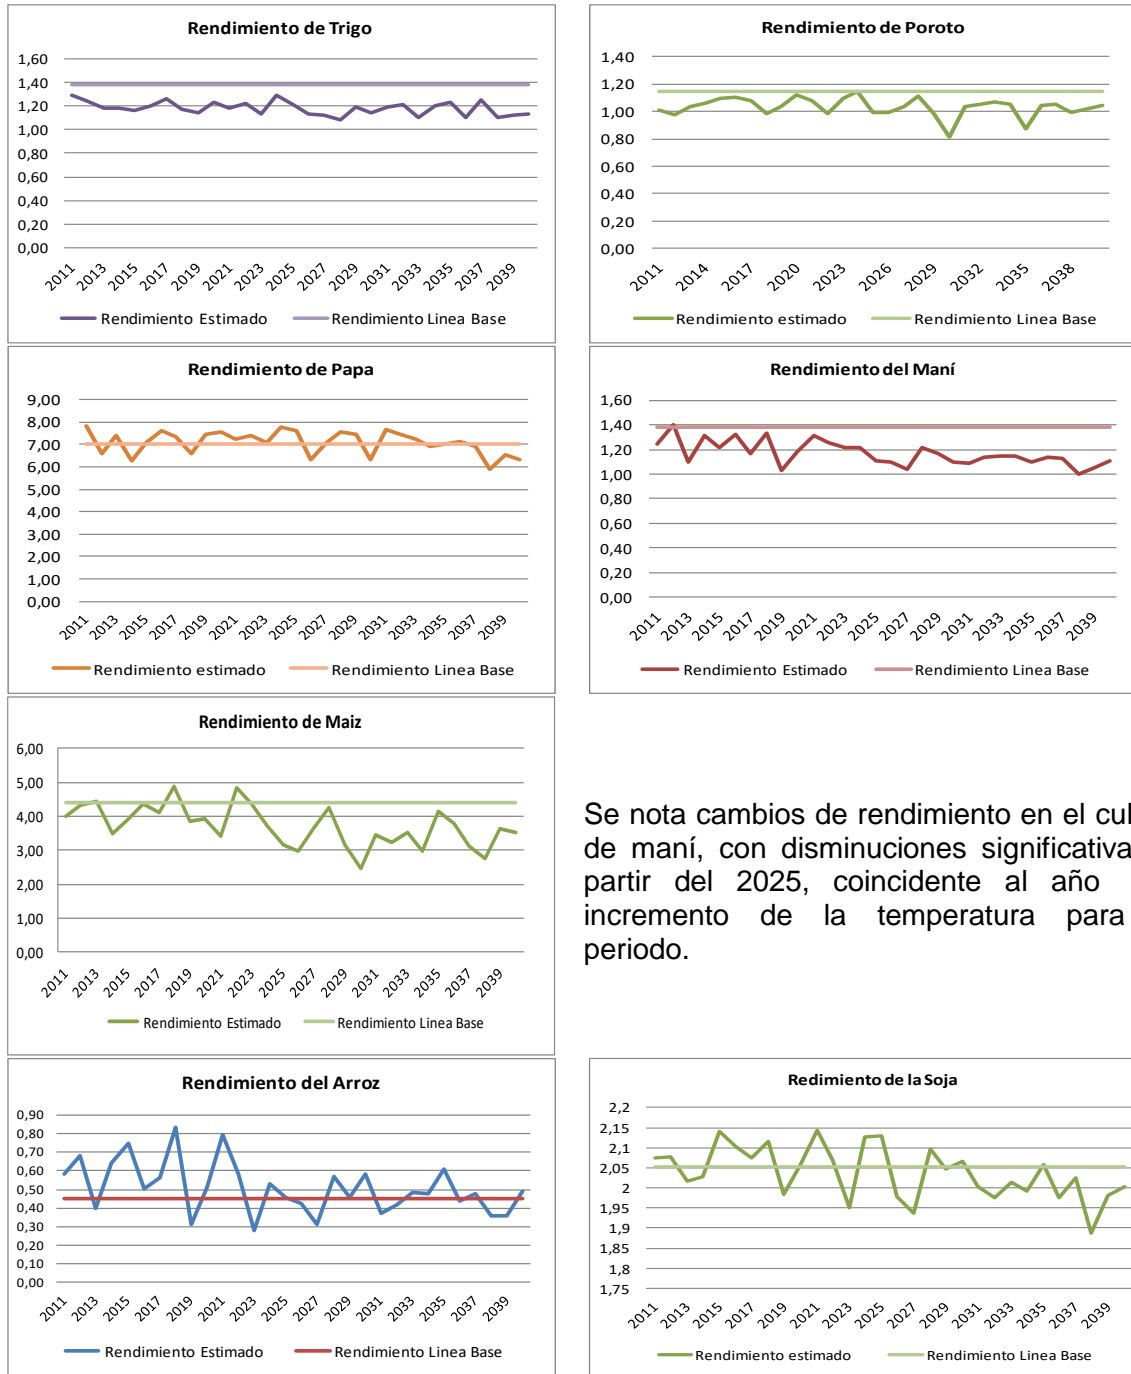 Rendimiento de Trigo
1,60
1,40
1,20
1,00
0,80
0,60
0,40
0,20
0,00
2011 2013 2015 2017 2019 2021 2023 2025 2027 2029 2031 2033 2035 2037 2039
Rendimiento Estimado Rendimiento Linea Base
Rendimiento de Poroto
1,40
1,20
1,00
0,80
0,60
0,40
0,20
0,00
2011 2014 2017 2020 2023 2026 2029 2032 2035 2038
Rendimiento estimado Rendimiento Linea Base
Rendimiento de Papa
9,00
8,00
7,00
6,00
5,00
4,00
3,00
2,00
1,00
0,00
2011 2013 2015 2017 2019 2021 2023 2025 2027 2029 2031 2033 2035 2037 2039
Rendimiento estimado Rendimiento Linea Base
Rendimiento del Maní
1,60
1,40
1,20
1,00
0,80
0,60
0,40
0,20
0,00
2011 2013 2015 2017 2019 2021 2023 2025 2027 2029 2031 2033 2035 2037 2039
Rendimiento Estimado Rendimiento Linea Base
Rendimiento de Maiz
6,00
5,00
4,00
3,00
2,00
1,00
0,00
2011 2013 2015 2017 2019 2021 2023 2025 2027 2029 2031 2033 2035 2037 2039
Rendimiento Estimado Rendimiento Linea Base
Se nota cambios de rendimiento en el
de maní, con disminuciones
partir del 2025, coincidente al año
incremento de la temperatura para
periodo.
Rendimiento del Arroz
0,90
0,80
0,70
0,60
0,50
0,40
0,30
0,20
0,10
0,00
2011 2013 2015 2017 2019 2021 2023 2025 2027 2029 2031 2033 2035 2037 2039
Rendimiento Estimado Rendimiento Linea Base
Redimiento de la Soja
2,2
2,15
2,1
2,05
2
1,95
1,9
1,85
1,8
1,75
2011 2013 2015 2017 2019 2021 2023 2025 2027 2029 2031 2033 2035 2037 2039
Rendimiento estimado Rendimiento Linea Base